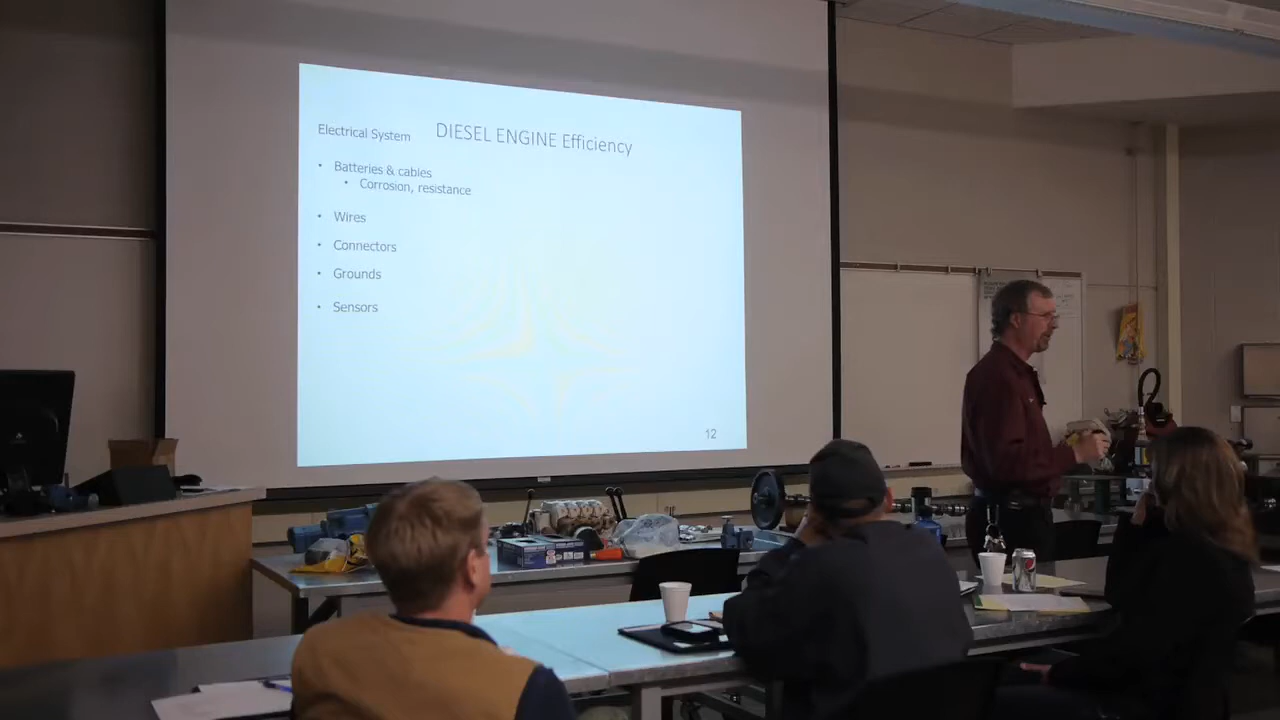 DIESEL ENGINE Efficiency
Electrical System
• Batteries & cables
• Corrosion, resistance
• Wires
• Connectors
• Grounds
• Sensors
12